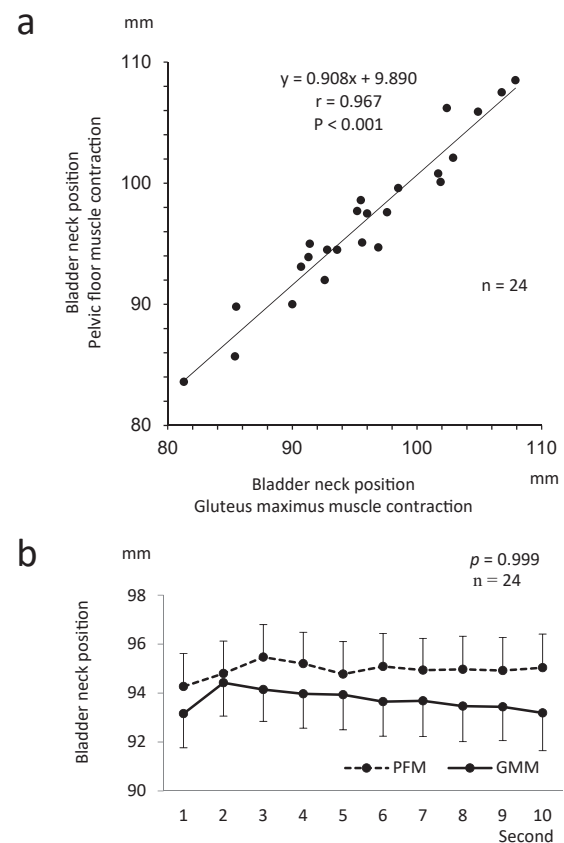 a
mm
110
100
90
80
y = 0.908x + 9.890
r = 0.967
P < 0.001
n = 24
Bladder neck position
Pelvic floor muscle contraction
80 90 100 110
mm
Bladder neck position
Gluteus maximus muscle contraction
b
mm
p = 0.999
n = 24
98
96
94
92
90
Bladder neck position
PFM GMM
1 2 3 4 5 6 7 8 9 10
Second